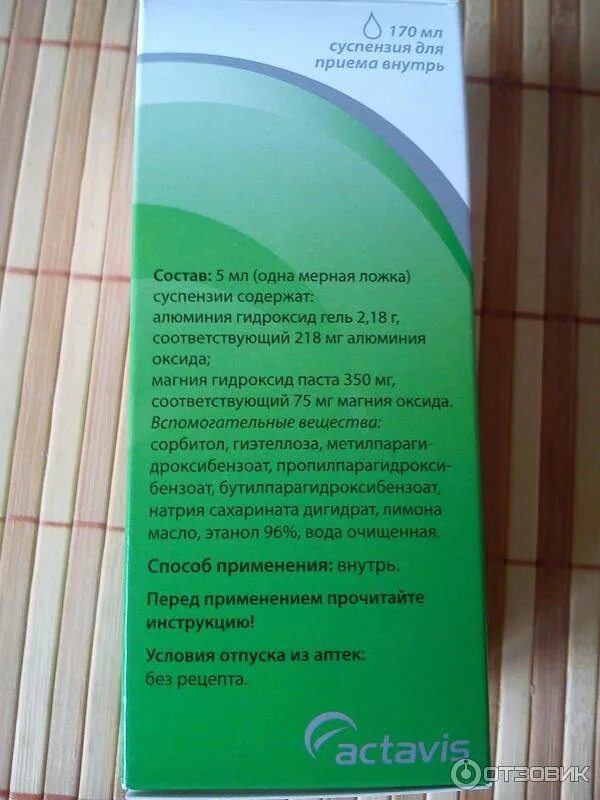 170 мл
суспензия для
приема внутрь
Состав: 5 мл (одна мерная ложка)
суспензии содержат:
алюминия гидроксид гель 2,18 г,
соответствующий 218 мг алюминия
оксида;
магния гидроксид паста 350 мг,
соответствующий 75 мг магния оксида.
Вспомогательные вещества:
сорбитол, гиэтеллоза, метилпараги-
дроксибензоат, пропилпарагидрокси-
бензоат, бутилпарагидроксибензоат,
натрия сахарината дигидрат, лимона
масло, этанол 96%, вода очищенная.
Способ применения: внутрь.
Перед применением прочитайте
инструкцию!
Условия отпуска из аптек:
без рецепта.
actavis
ОТЗОВИК